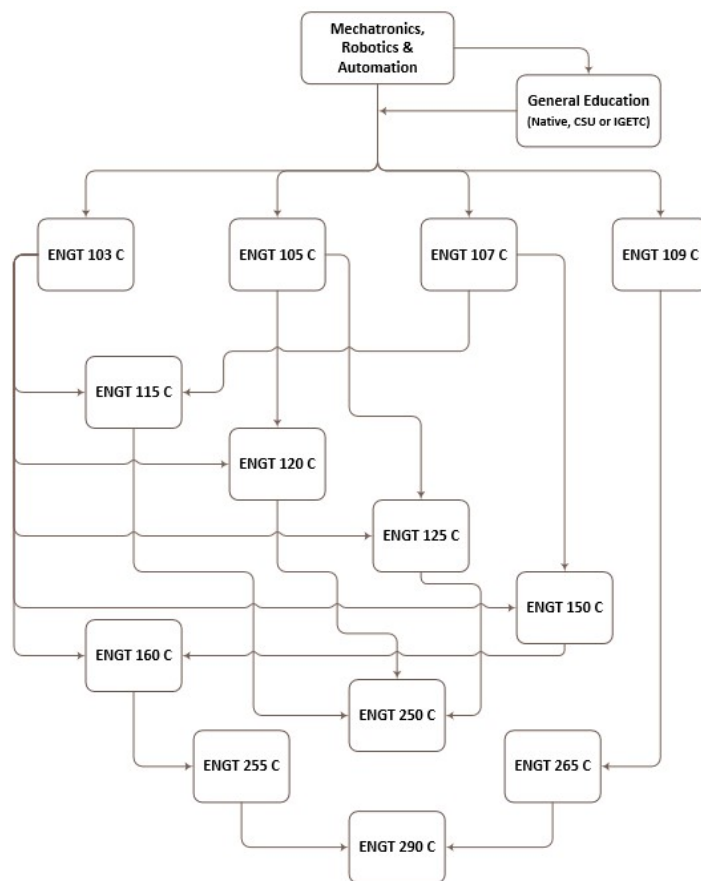 Mechatronics,
Robotics &
Automation
General Education
(Native, CSU or IGETC)
ENGT 103 C
ENGT 105 C
ENGT 107 C
ENGT 109 C
ENGT 115 C
ENGT 120 C
ENGT 125 C
ENGT 150 C
ENGT 160 C
ENGT 250 C
ENGT 255 C
ENGT 265 C
ENGT 290 C